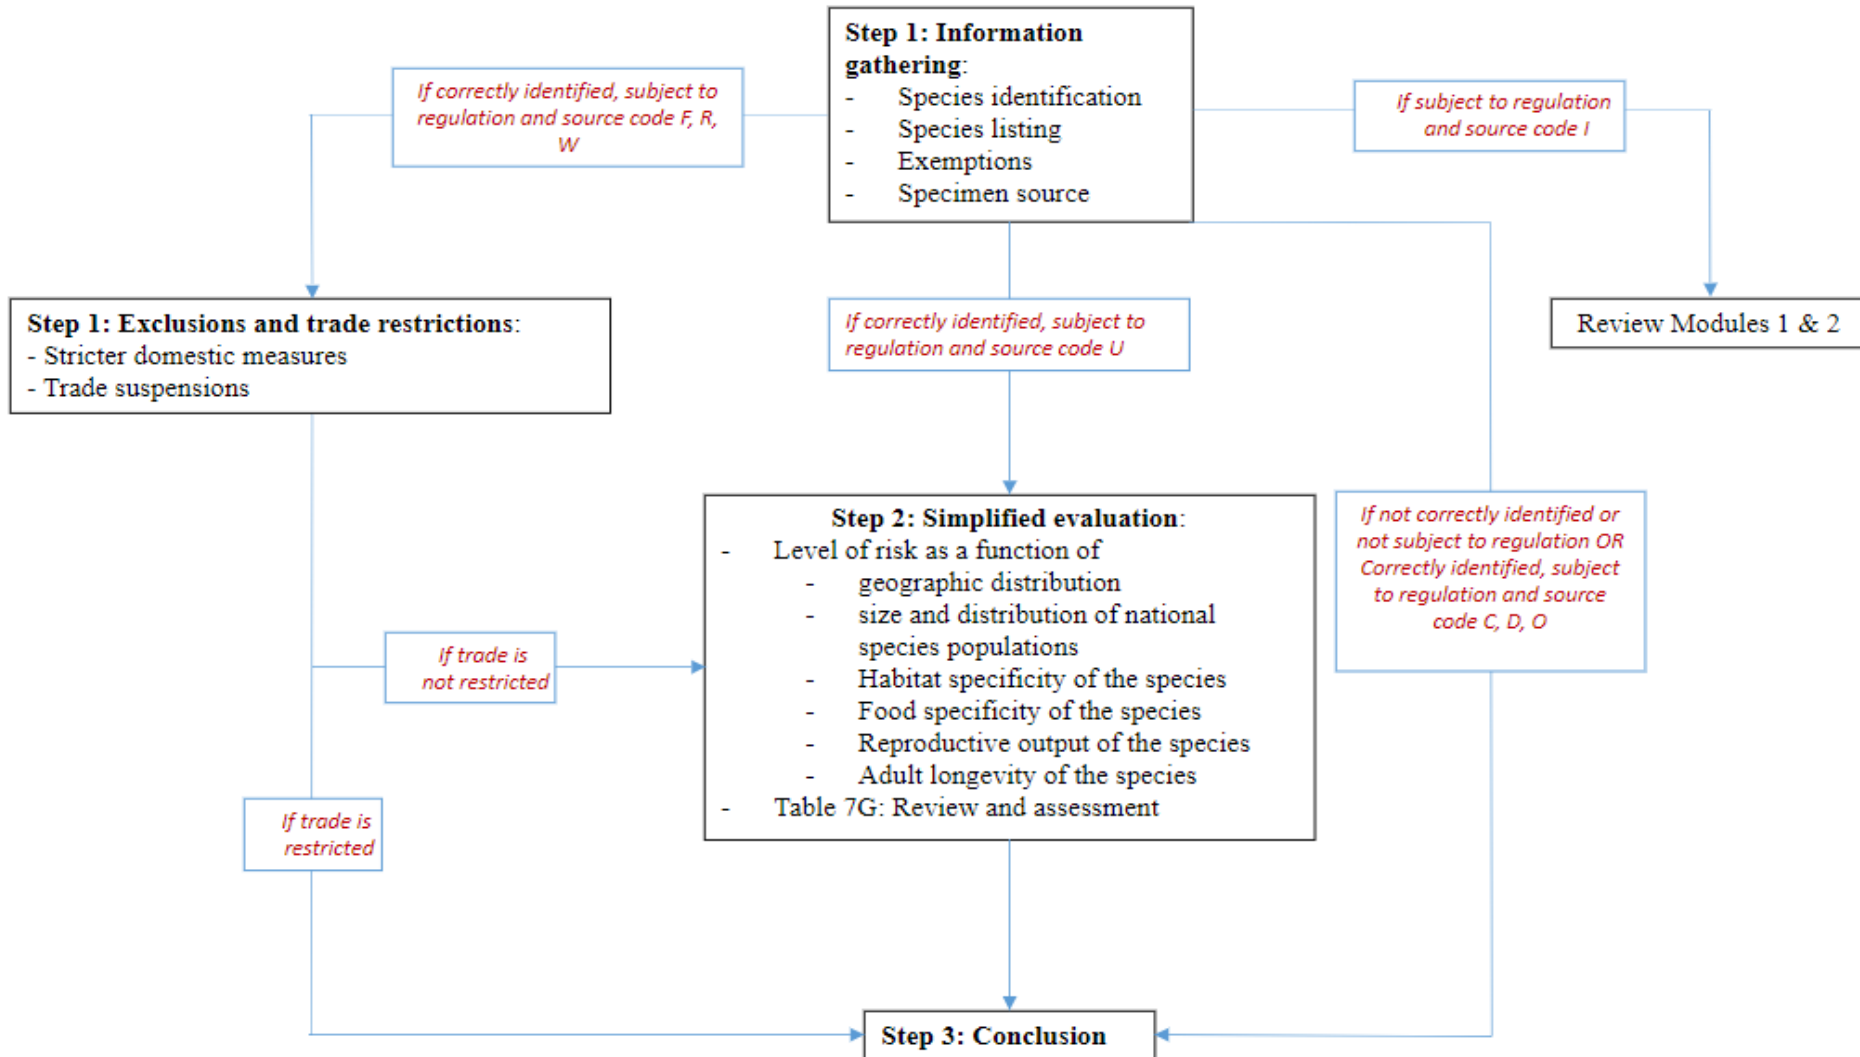 Step 1: Information
gathering:
- Species identification
- Species listing
- Exemptions
- Specimen source
If correctly identified, subject to
regulation and source code F, R,
W
If subject to regulation
and source code I
Step 1: Exclusions and trade restrictions:
- Stricter domestic measures
- Trade suspensions
If correctly identified, subject to
regulation and source code U
Review Modules 1 & 2
Step 2: Simplified evaluation:
- Level of risk as a function of
- geographic distribution
- size and distribution of national
species populations
- Habitat specificity of the species
- Food specificity of the species
- Reproductive output of the species
- Adult longevity of the species
- Table 7G: Review and assessment
If not correctly identified or
not subject to regulation OR
Correctly identified, subject
to regulation and source
code C, D, O
If trade is
not restricted
If trade is
restricted
Step 3: Conclusion